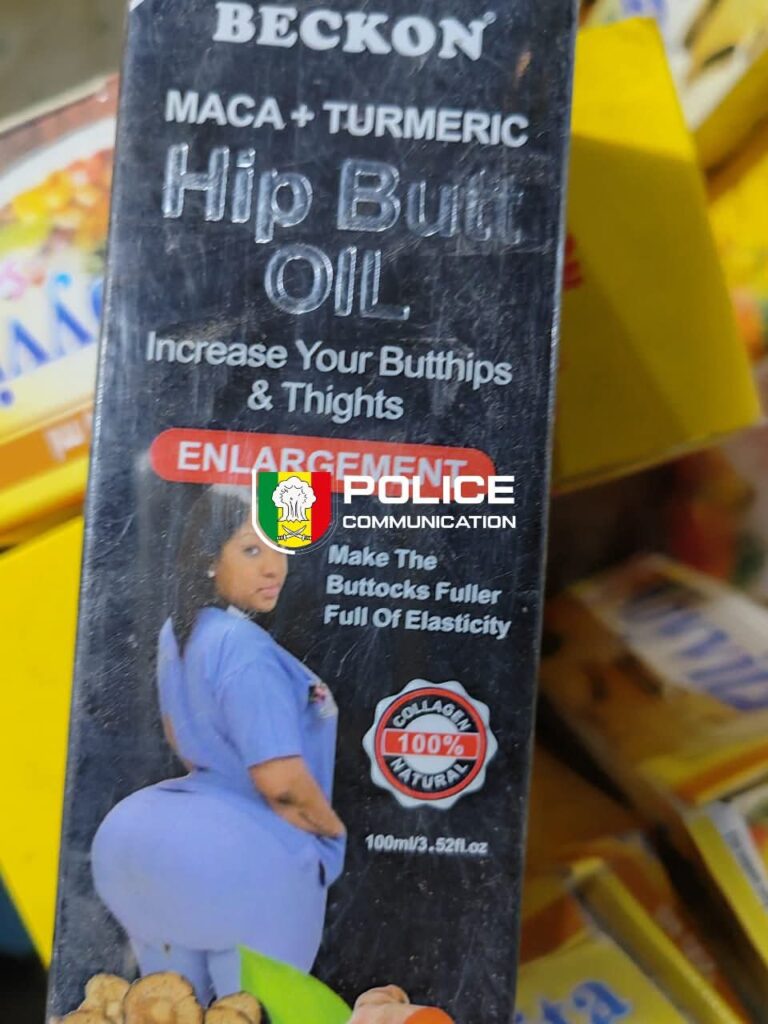 BECKON
MACA + TURMERIC
Hip Butt
OIL
Increase Your Butthips
& Thights
ENLARGEMENT
POLICE
COMMUNICATION
Make The
Buttocks Fuller
Full Of Elasticity
COLLAGEN
100%
NATURAL
100ml/3.52fl.oz